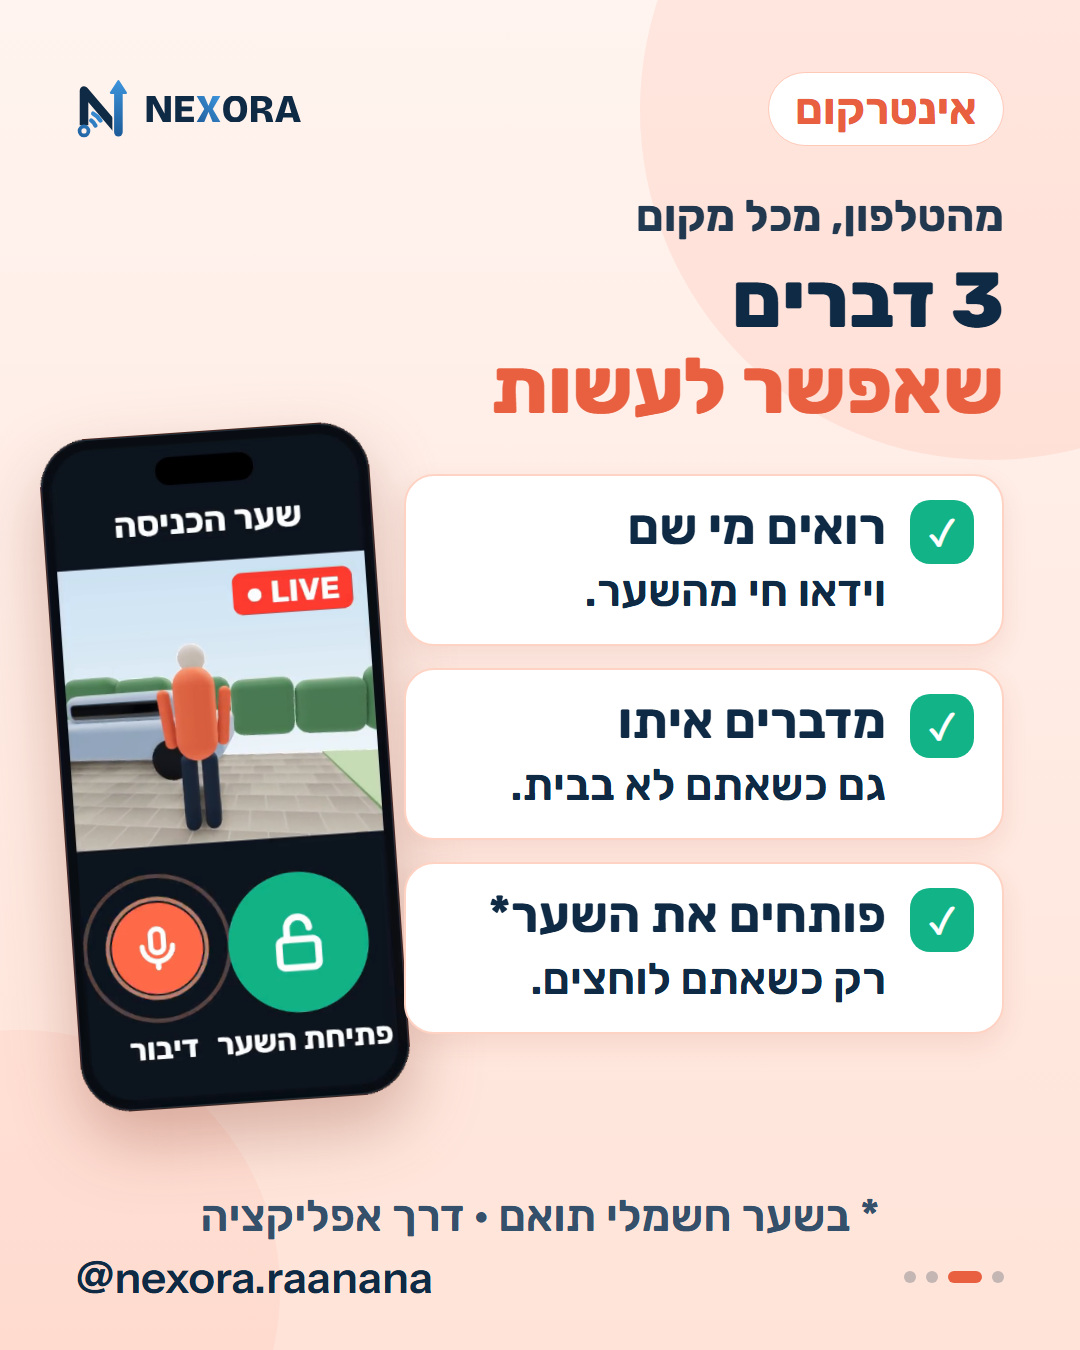 NEXORA
אינטרקום
מהטלפון, מכל מקום
3 דברים
שאפשר לעשות
רואים מי שם
וידאו חי מהשער.
מדברים איתו
גם כשאתם לא בבית.
פותחים את השער*
רק כשאתם לוחצים.
שער הכניסה
LIVE
פתיחת השער
דיבור
* בשער חשמלי תואם • דרך אפליקציה
@nexora.raanana